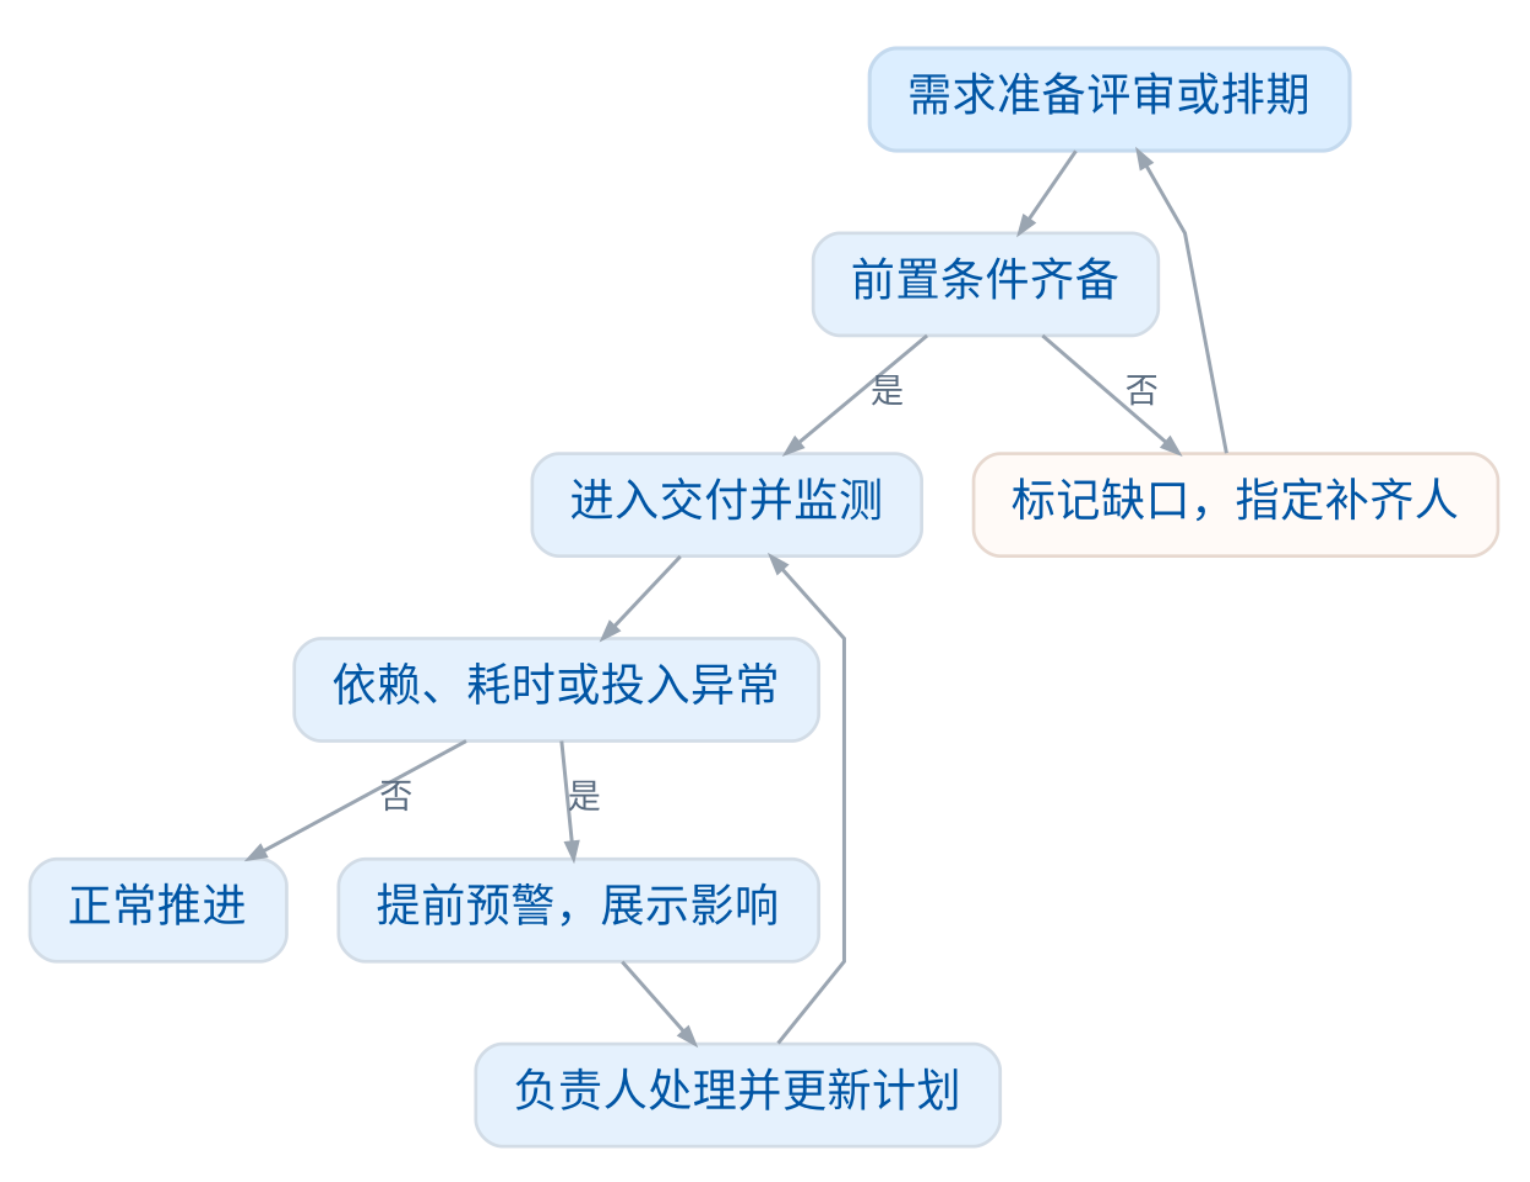 需求准备评审或排期
前置条件齐备
是
否
进入交付并监测
标记缺口，指定补齐人
依赖、耗时或投入异常
否
是
正常推进
提前预警，展示影响
负责人处理并更新计划